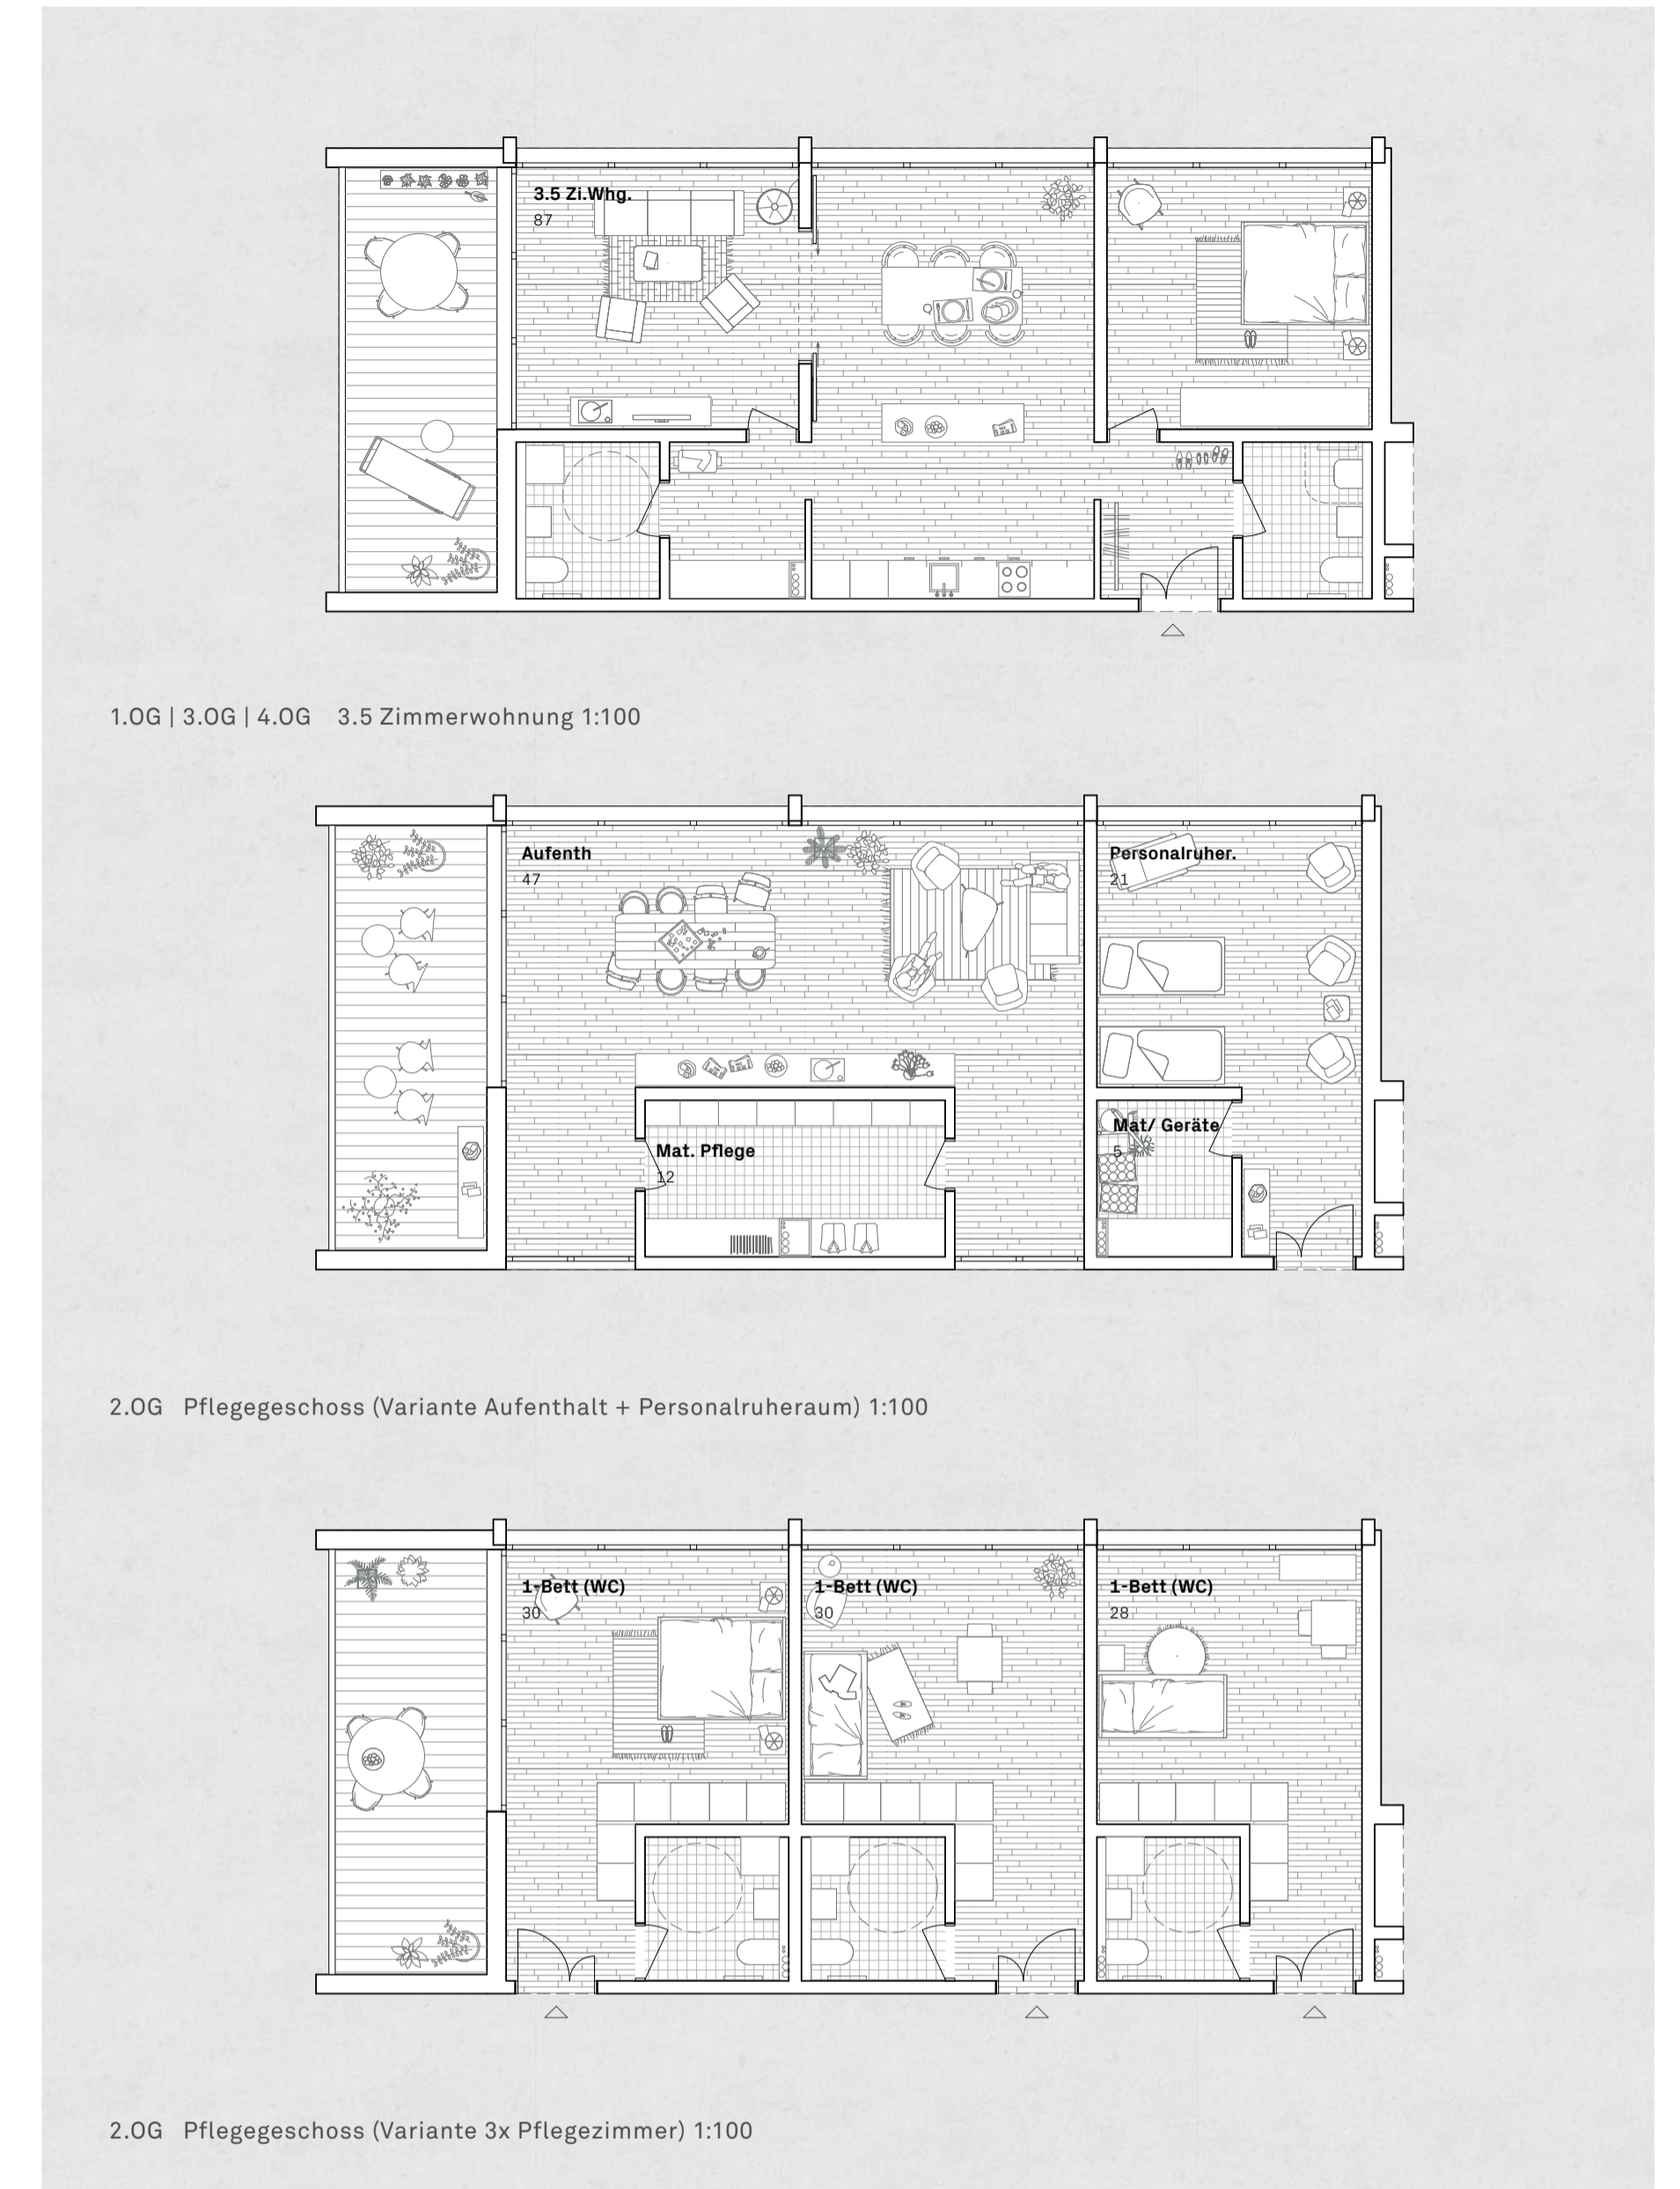 3.5 Zi.Whg.
87
1.OG | 3.OG | 4.OG 3.5 Zimmerwohnung 1:100
Aufenth
47
Personalruher.
21
Mat. Pflege
12
Mat/ Geräte
5
2.OG Pflegegeschoss (Variante Aufenthalt + Personalruheraum) 1:100
1-Bett (WC)
30
1-Bett (WC)
30
1-Bett (WC)
28
2.OG Pflegegeschoss (Variante 3x Pflegezimmer) 1:100